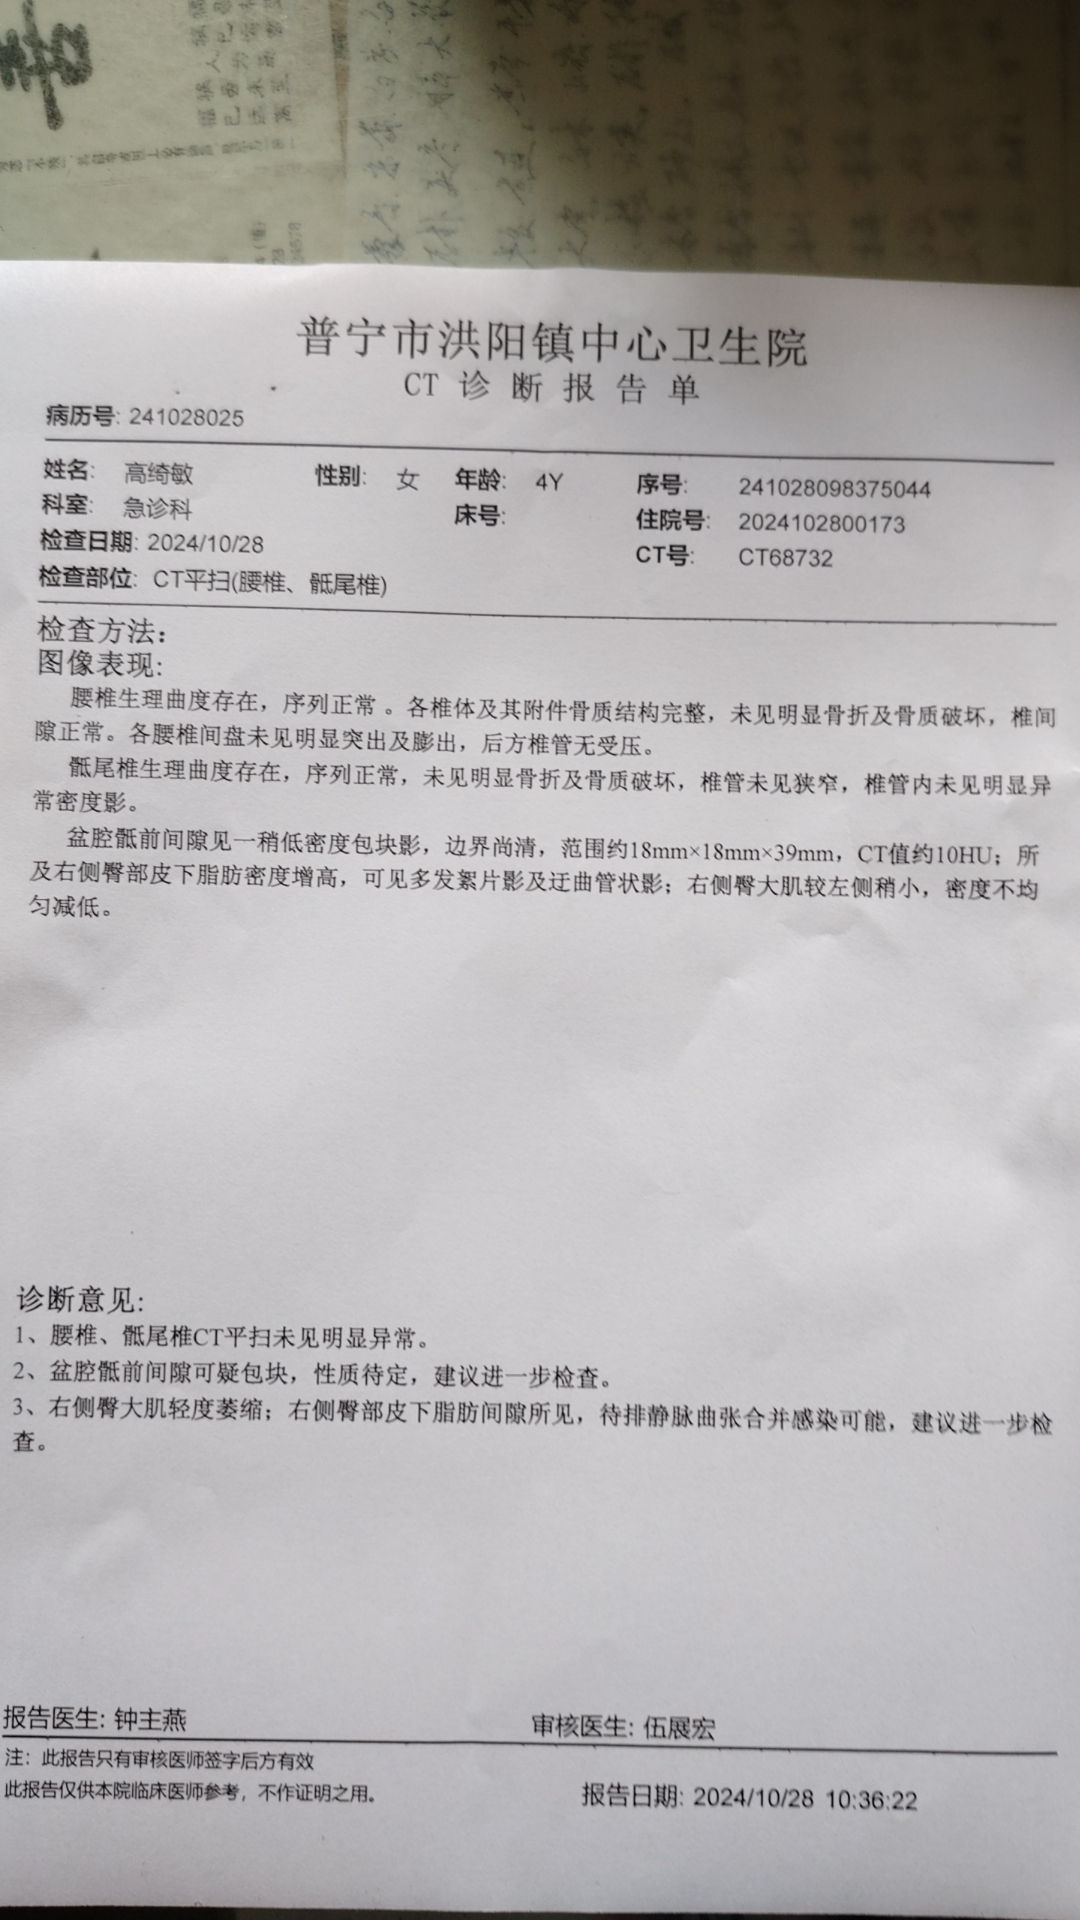 普宁市洪阳镇中心卫生院
CT 诊 断 报 告 单
病历号: 241028025
姓名: 高绮敏 性别: 女 年龄: 4Y 序号: 241028098375044
科室: 急诊科 床号: 住院号: 2024102800173
检查日期: 2024/10/28 CT号: CT68732
检查部位: CT平扫(腰椎、骶尾椎)
检查方法:
图像表现:
腰椎生理曲度存在，序列正常 。各椎体及其附件骨质结构完整，未见明显骨折及骨质破坏，椎间
隙正常。各腰椎间盘未见明显突出及膨出，后方椎管无受压。
骶尾椎生理曲度存在，序列正常，未见明显骨折及骨质破坏，椎管未见狭窄，椎管内未见明显异
常密度影。
盆腔骶前间隙见一稍低密度包块影，边界尚清，范围约18mm×18mm×39mm，CT值约10HU；所
及右侧臀部皮下脂肪密度增高，可见多发絮片影及迂曲管状影；右侧臀大肌较左侧稍小，密度不均
匀减低。
诊断意见:
1、腰椎、骶尾椎CT平扫未见明显异常。
2、盆腔骶前间隙可疑包块，性质待定，建议进一步检查。
3、右侧臀大肌轻度萎缩；右侧臀部皮下脂肪间隙所见，待排静脉曲张合并感染可能，建议进一步检
查。
报告医生: 钟主燕 审核医生: 伍展宏
注：此报告只有审核医师签字后方有效
此报告仅供本院临床医师参考，不作证明之用。 报告日期: 2024/10/28 10:36:22